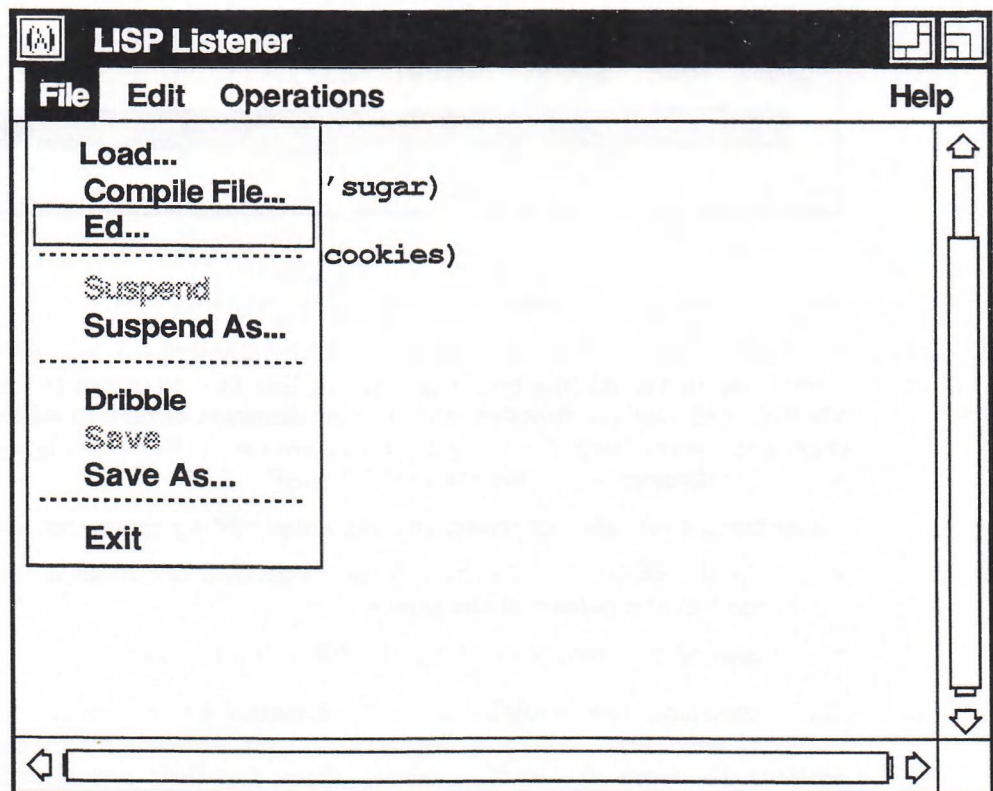 LISP Listener
File Edit Operations Help
Load...
Compile File... 'sugar)
Ed...
cookies)
Suspend
Suspend As...
Dribble
Save
Save As...
Exit